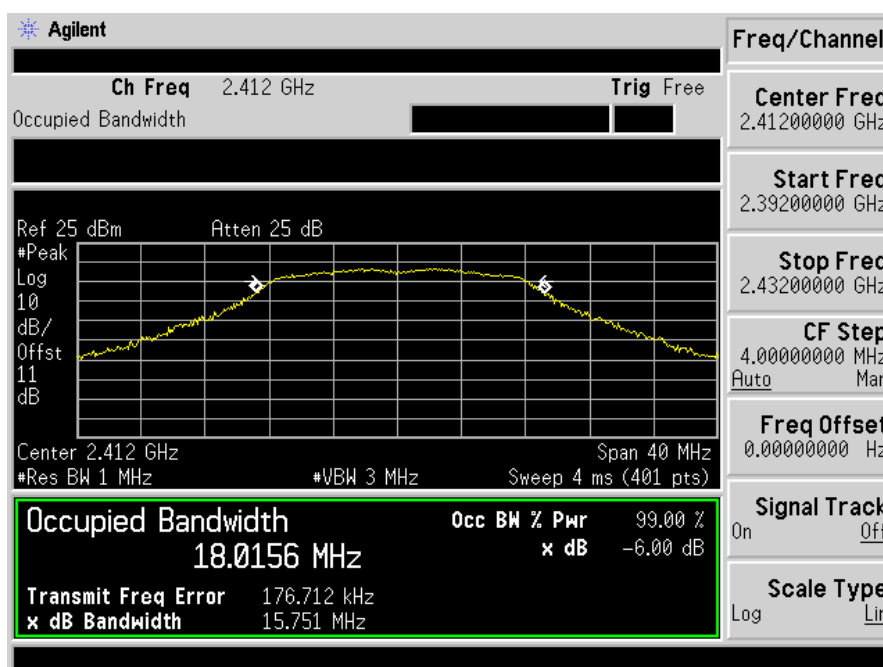 Agilent
Ch Freq 2.412 GHz Trig Free
Occupied Bandwidth
Ref 25 dBm Atten 25 dB
#Peak
Log
10
dB/
Offst
11
dB
Center 2.412 GHz Span 40 MHz
#Res BW 1 MHz #VBW 3 MHz Sweep 4 ms (401 pts)
Occupied Bandwidth
18.0156 MHz
Occ BW % Pwr 99.00 %
x dB -6.00 dB
Transmit Freq Error 176.712 kHz
x dB Bandwidth 15.751 MHz
Freq/Channel
Center Freq
2.41200000 GHz
Start Freq
2.39200000 GHz
Stop Freq
2.43200000 GHz
CF Step
4.00000000 MHz
Auto Man
Freq Offset
0.00000000 Hz
Signal Track
On Off
Scale Type
Log Lin